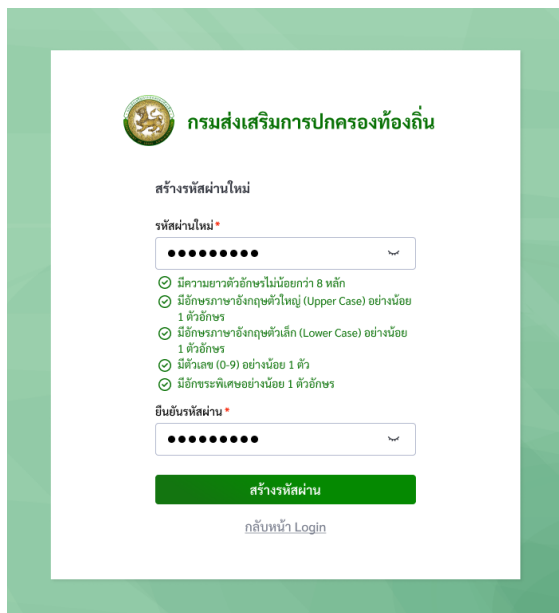 กรมส่งเสริมการปกครองท้องถิ่น
สร้างรหัสผ่านใหม่
รหัสผ่านใหม่ *
●●●●●●●●●
มีความยาวตัวอักษรไม่น้อยกว่า 8 หลัก
มีอักษรภาษาอังกฤษตัวใหญ่ (Upper Case) อย่างน้อย
1 ตัวอักษร
มีอักษรภาษาอังกฤษตัวเล็ก (Lower Case) อย่างน้อย
1 ตัวอักษร
มีตัวเลข (0-9) อย่างน้อย 1 ตัว
มีอักขระพิเศษอย่างน้อย 1 ตัวอักษร
ยืนยันรหัสผ่าน *
●●●●●●●●●
สร้างรหัสผ่าน
กลับหน้า Login